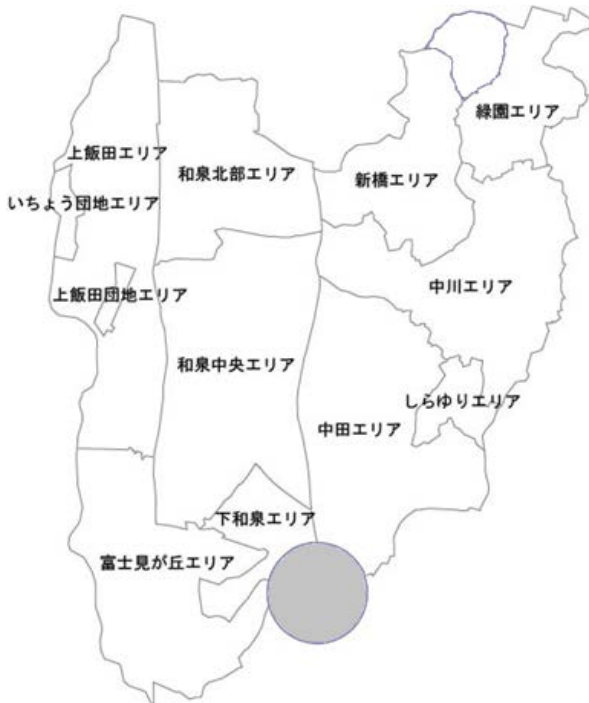 緑園エリア
上飯田エリア
和泉北部エリア
新橋エリア
いちょう団地エリア
中川エリア
上飯田団地エリア
和泉中央エリア
しらゆりエリア
中田エリア
下和泉エリア
富士見が丘エリア